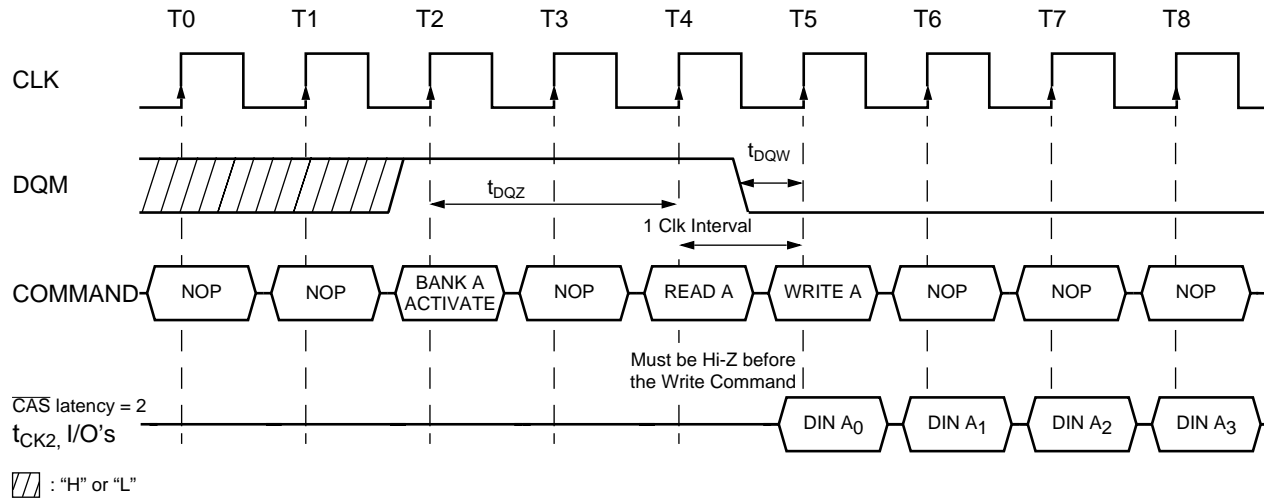 T0 T1 T2 T3 T4 T5 T6 T7 T8
CLK
tDQW
DQM
tDQZ
1 Clk Interval
COMMAND NOP NOP BANK A ACTIVATE NOP READ A WRITE A NOP NOP NOP
Must be Hi-Z before
the Write Command
CAS latency = 2
tCK2, I/O's DIN A0 DIN A1 DIN A2 DIN A3
: “H” or “L”